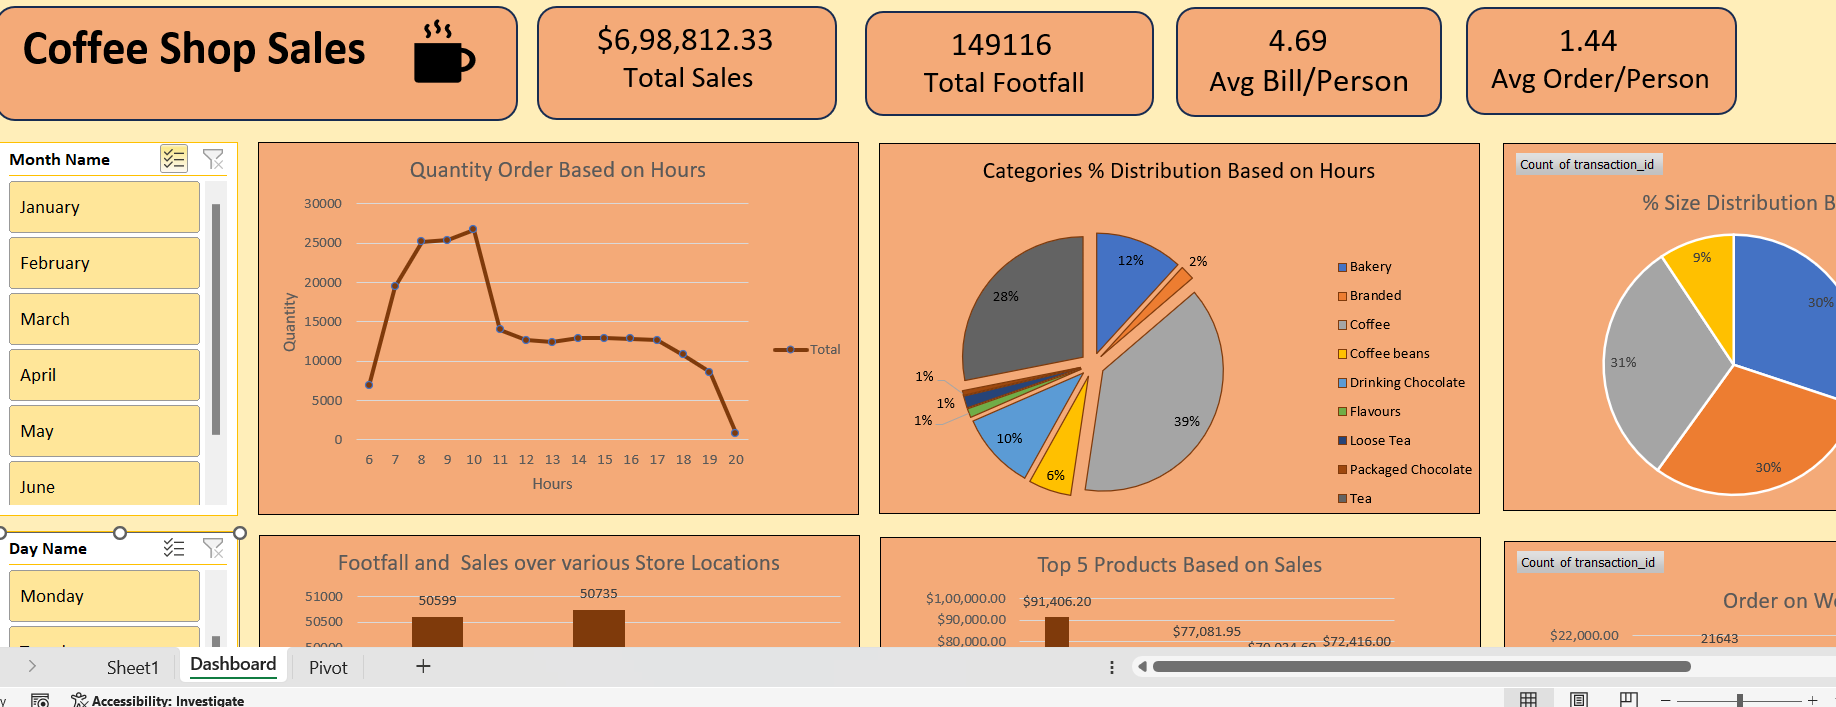 Coffee Shop Sales
$6,98,812.33
Total Sales
149116
Total Footfall
4.69
Avg Bill/Person
1.44
Avg Order/Person
Month Name
January
February
March
April
May
June
Quantity Order Based on Hours
30000
25000
20000
15000
10000
5000
0
Quantity
6 7 8 9 10 11 12 13 14 15 16 17 18 19 20
Hours
Total
Categories % Distribution Based on Hours
12%
2%
28%
39%
1%
1%
1%
10%
6%
Bakery
Branded
Coffee
Coffee beans
Drinking Chocolate
Flavours
Loose Tea
Packaged Chocolate
Tea
Count of transaction_id
% Size Distribution B
9%
30%
31%
30%
Day Name
Monday
Footfall and  Sales over various Store Locations
51000
50500
50599
50735
Top 5 Products Based on Sales
$1,00,000.00
$90,000.00
$80,000.00
$91,406.20
$77,081.95
$72,416.00
Count of transaction_id
Order on We
$22,000.00
21643
Sheet1
Dashboard
Pivot
Accessibility: Investigate